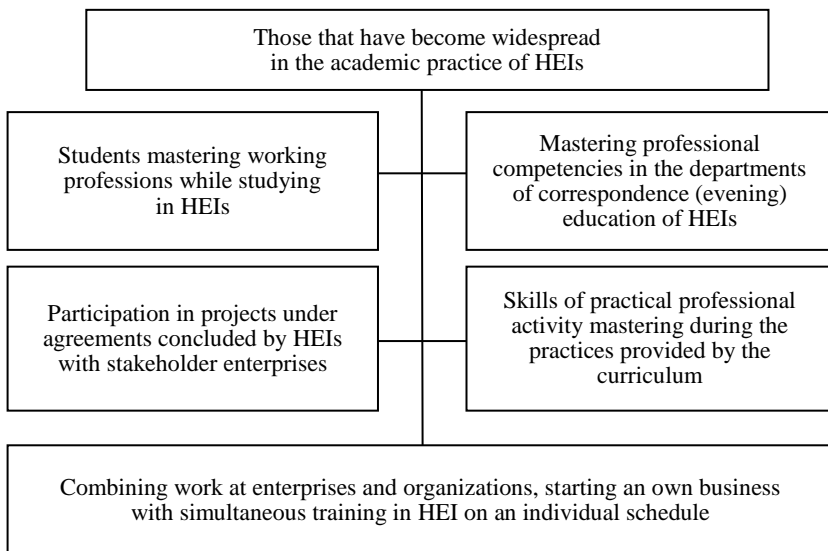 Those that have become widespread
in the academic practice of HEIs
Students mastering working
professions while studying
in HEIs
Mastering professional
competencies in the departments
of correspondence (evening)
education of HEIs
Participation in projects under
agreements concluded by HEIs
with stakeholder enterprises
Skills of practical professional
activity mastering during the
practices provided by the
curriculum
Combining work at enterprises and organizations, starting an own business
with simultaneous training in HEI on an individual schedule